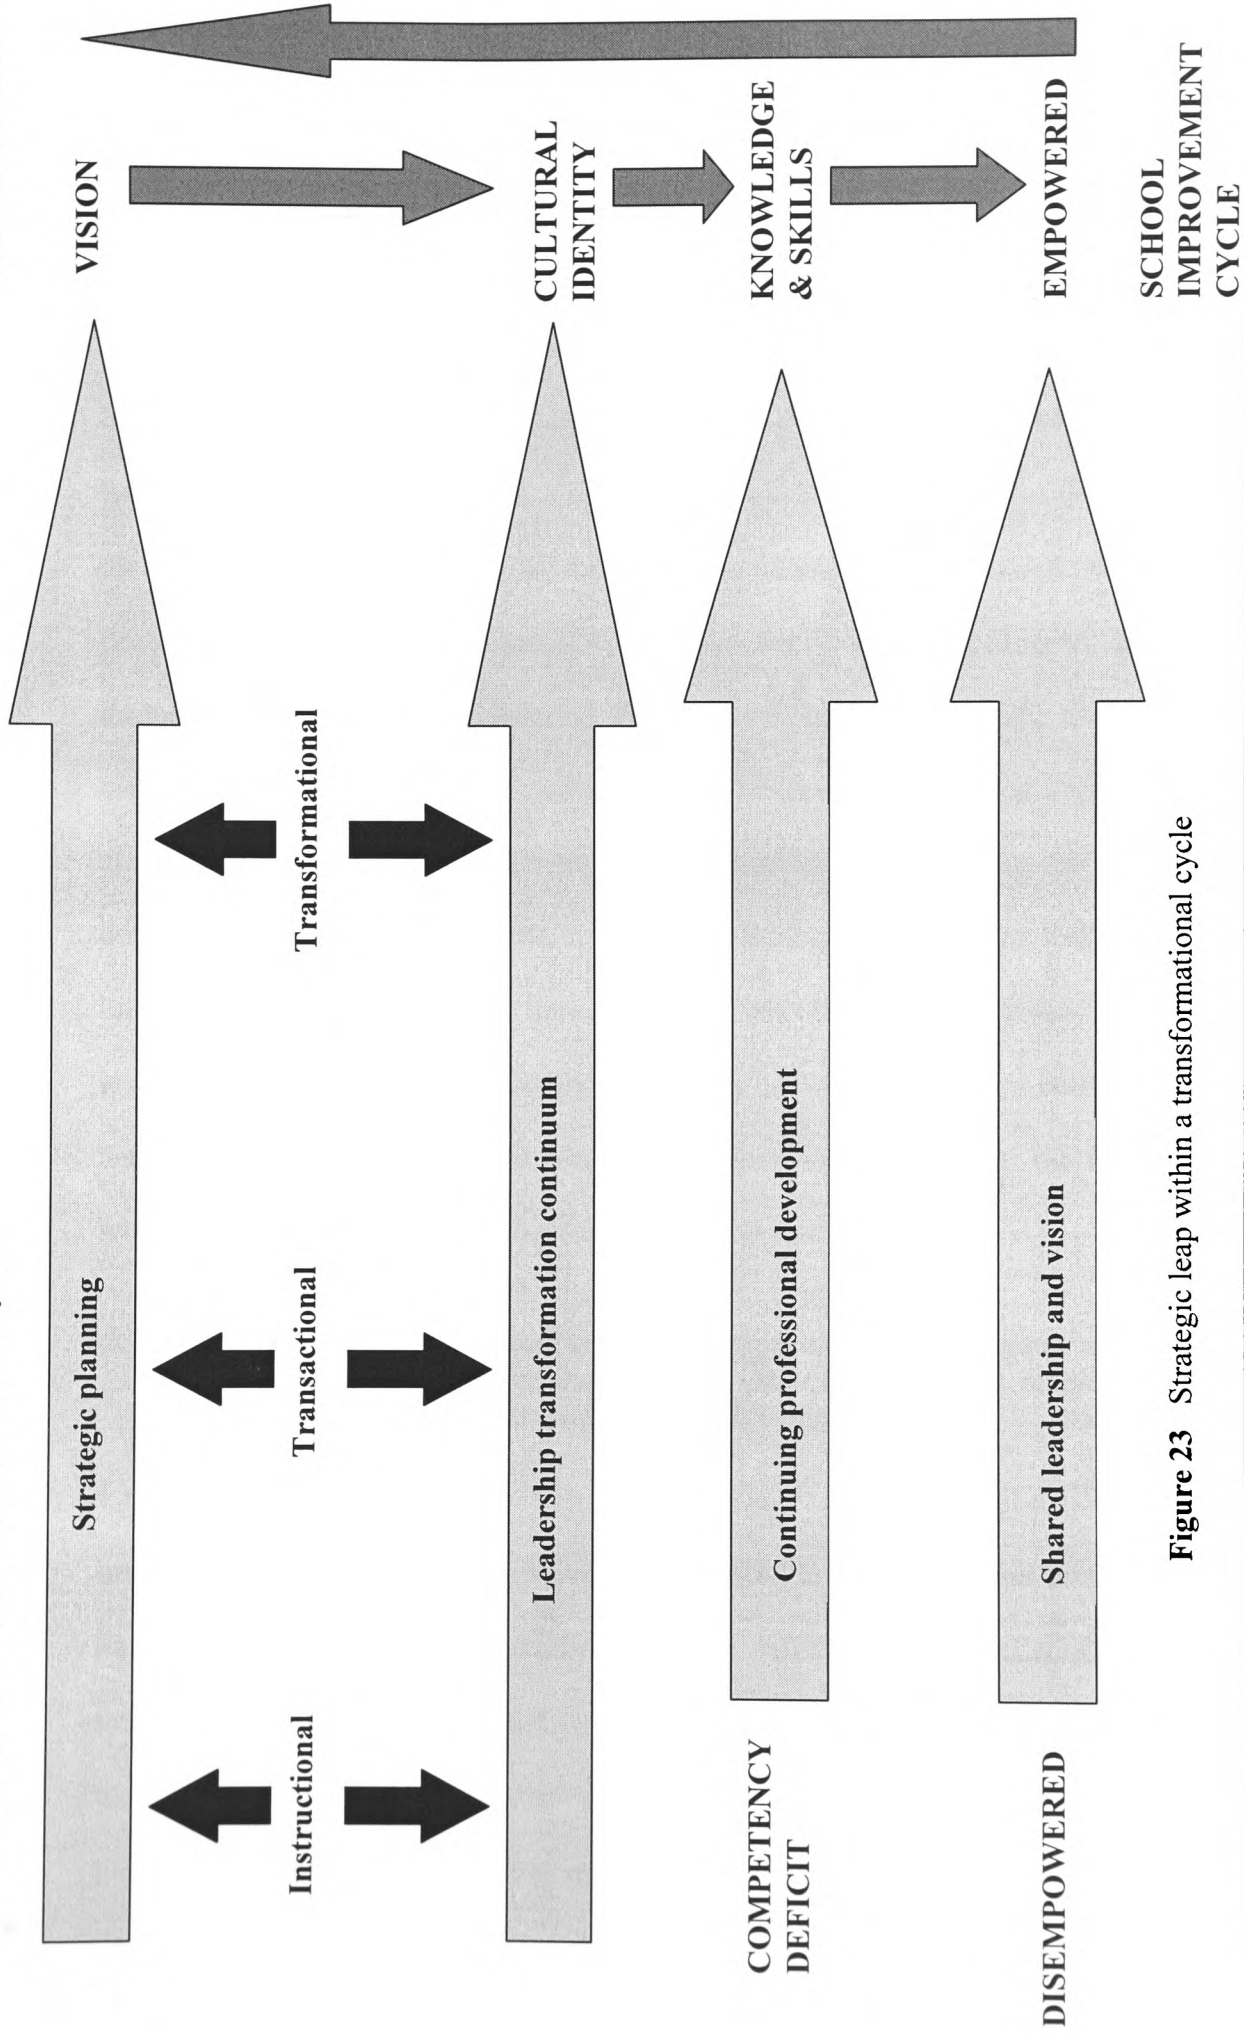 Strategic planning
VISION
Instructional
Transactional
Transformational
Leadership transformation continuum
CULTURAL
IDENTITY
COMPETENCY
DEFICIT
Continuing professional development
KNOWLEDGE
& SKILLS
DISEMPOWERED
Shared leadership and vision
EMPOWERED
SCHOOL
IMPROVEMENT
CYCLE
Figure 23 Strategic leap within a transformational cycle